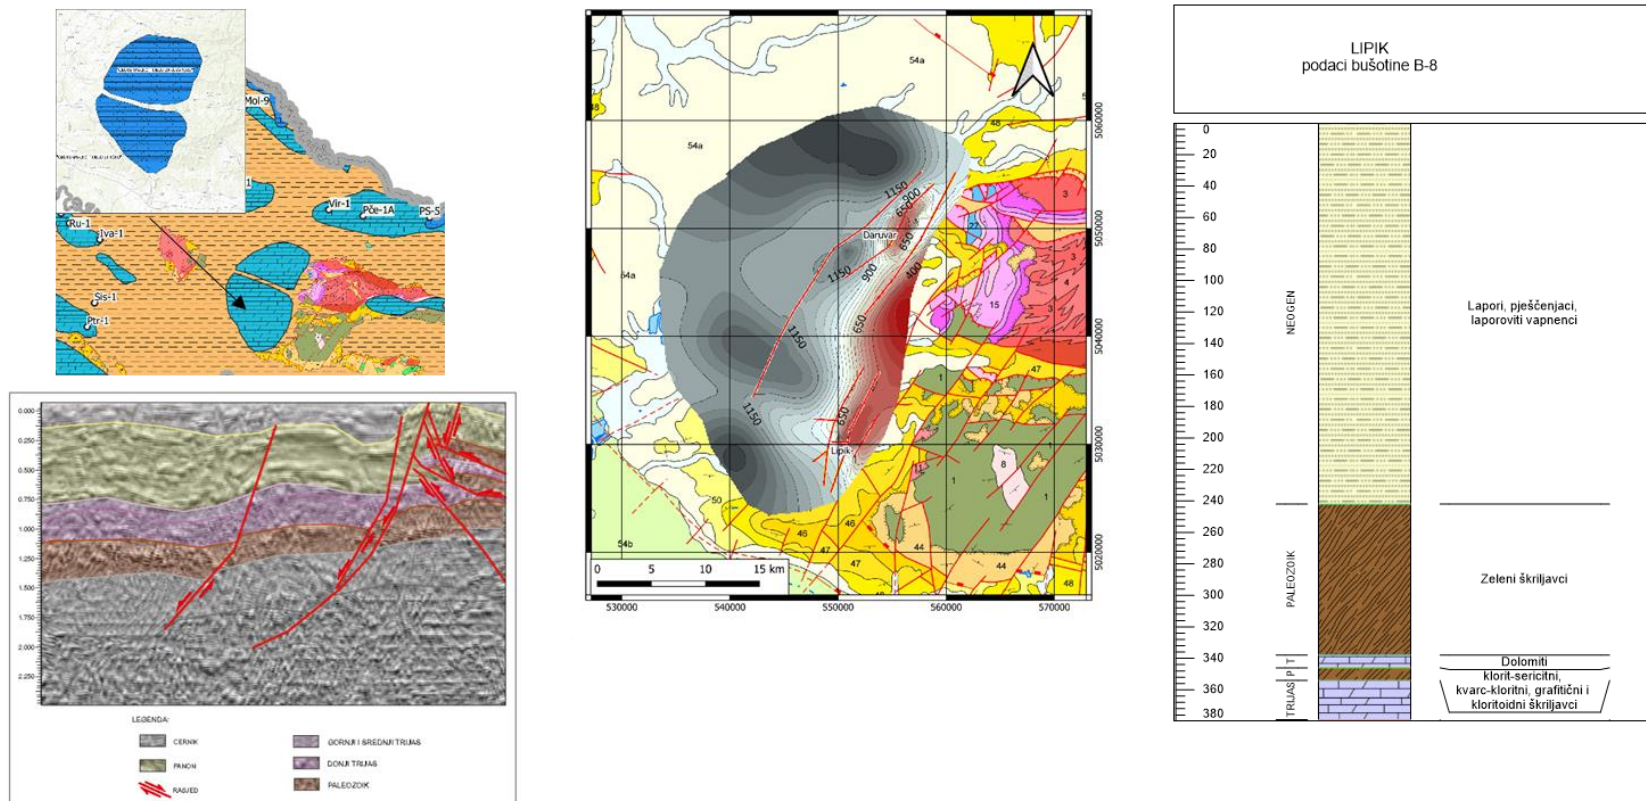 Mol-9
1
Vir-1
Pče-1A
PS-5
Ru-1
Iva-1
Sis-1
Ptr-1
0.000
0.250
0.500
0.750
1.000
1.250
1.500
1.750
2.000
2.250
LEGENDA:
CERNIK
PANON
RASJED
GORNJI I SREDNJI TRIJAS
DONJI TRIJAS
PALEOZOIK
54a
54a
54a
54b
48
48
48
50
46
46
47
47
47
44
44
27
15
3
3
3
4
11
8
1
1
1
1
1150
900
650
Daruvar
650
1150
900
400
650
1150
1150
650
Lipik
0 5 10 15 km
530000 540000 550000 560000 570000
5060000
5050000
5040000
5030000
5020000
LIPIK
podaci bušotine B-8
0
20
40
60
80
100
120
140
160
180
200
220
240
260
280
300
320
340
360
380
NEOGEN
PALEOZOIK
P T
TRIJAS
Lapori, pješčenjaci,
laporoviti vapnenci
Zeleni škriljavci
Dolomiti
klorit-sericitni,
kvarc-kloritni, grafitični i
kloritoidni škriljavci